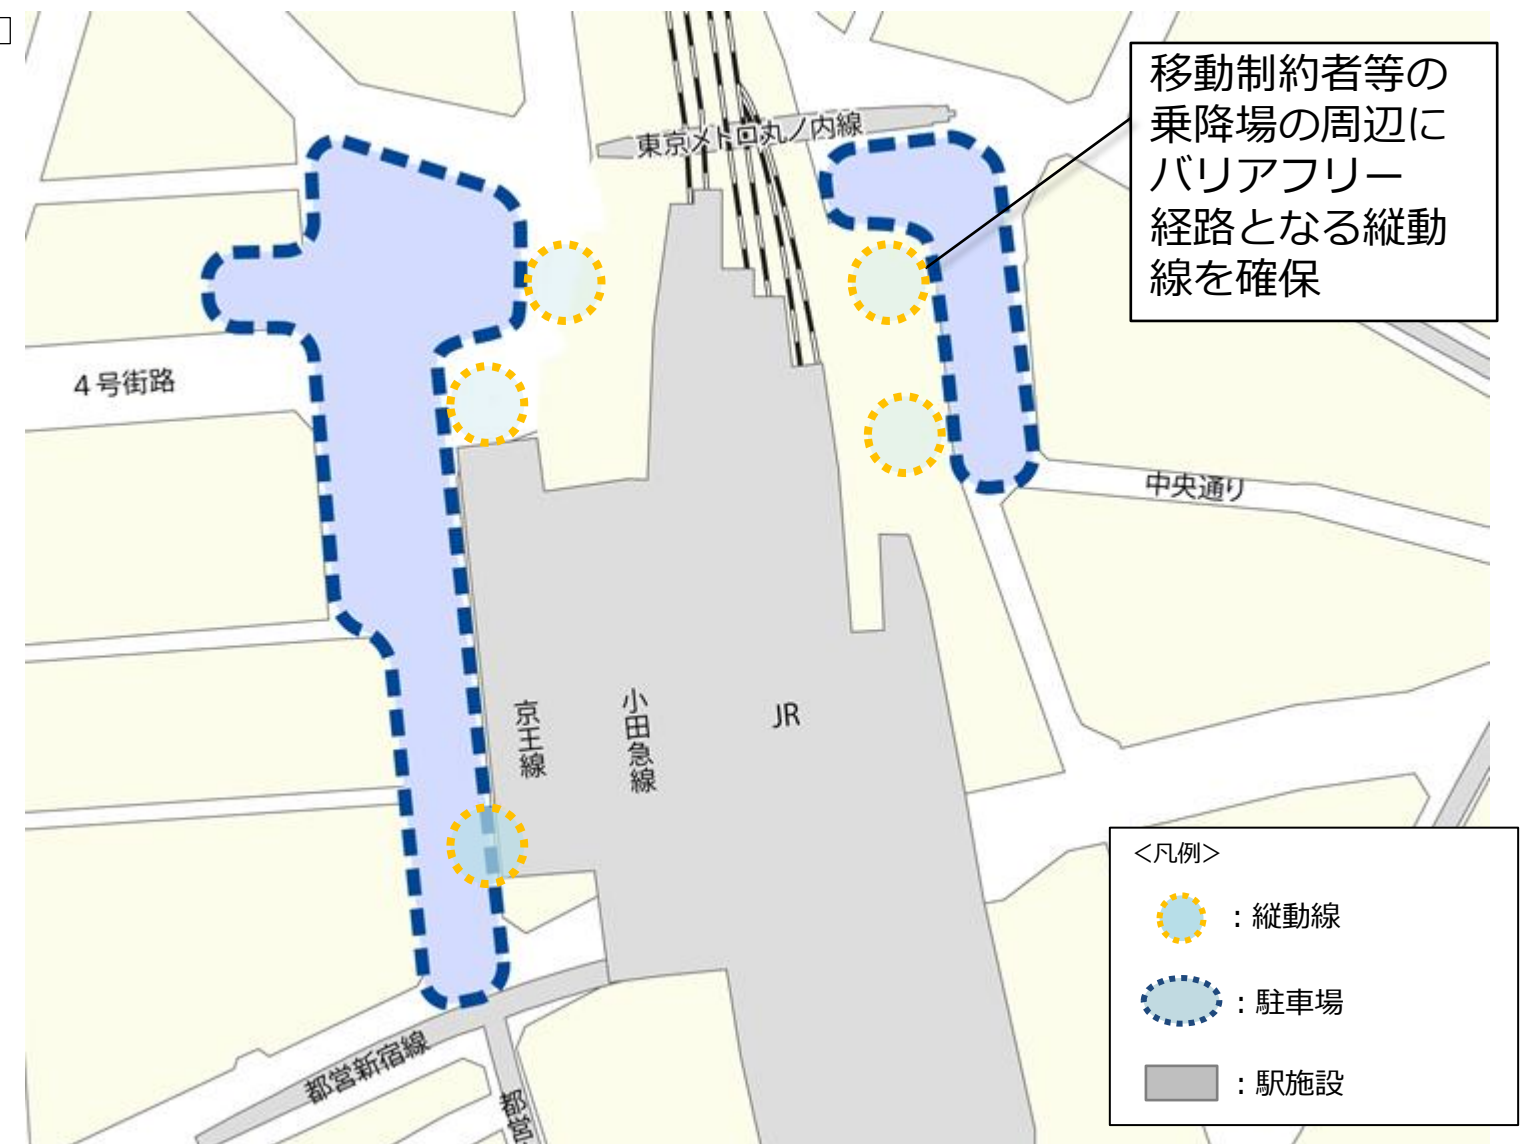 移動制約者等の
乗降場の周辺に
バリアフリー
経路となる縦動
線を確保
東京メトロ丸ノ内線
4号街路
中央通り
京王線
小田急線
JR
都営新宿線
都営
<凡例>
：縦動線
：駐車場
：駅施設